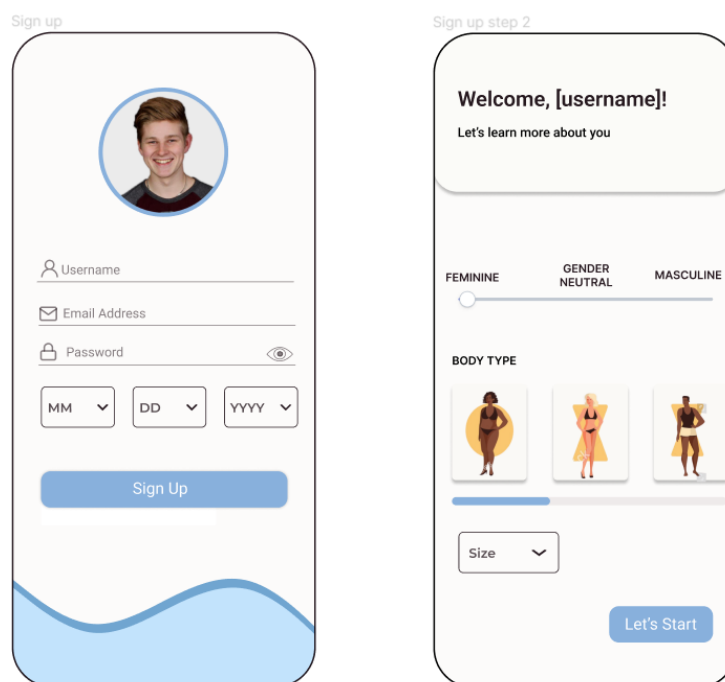 Sign up
Username
Email Address
Password
MM
DD
YYYY
Sign Up
Sign up step 2
Welcome, [username]!
Let's learn more about you
FEMININE
GENDER
NEUTRAL
MASCULINE
BODY TYPE
Size
Let's Start